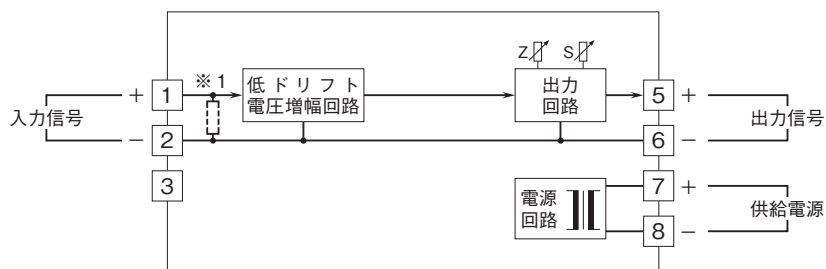 Z S
※1
+ 1 低ドリフト 出力 5 +
電圧増幅回路 回路
入力信号 出力信号
− 2 6 −
3 7 +
電源
回路
供給電源
8 −